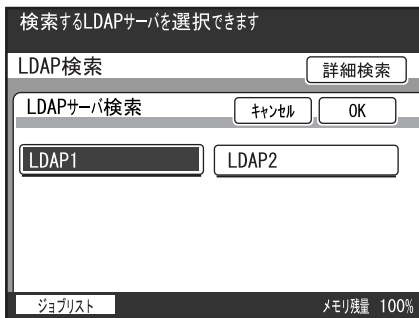 検索するLDAPサーバを選択できます
LDAP検索 詳細検索
LDAPサーバ検索 キャンセル OK
LDAP1 LDAP2
ジョブリスト メモリ残量 100%